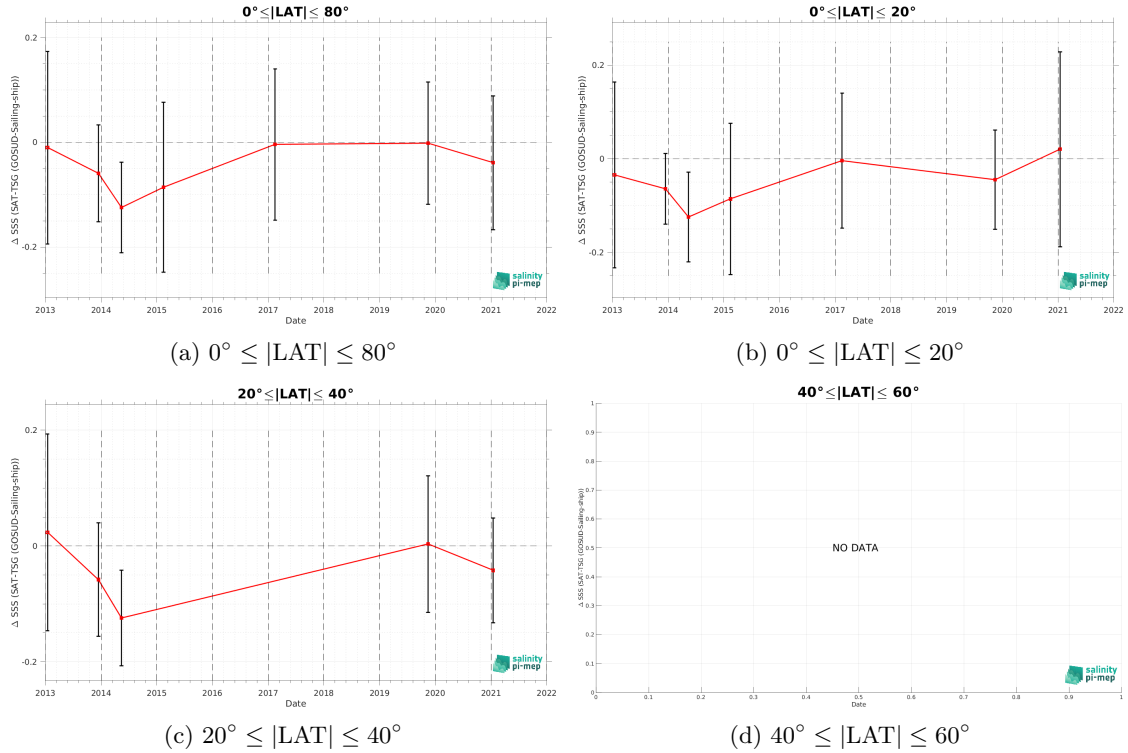 0°≤|LAT|≤ 80°
Δ SSS (SAT-TSG (GOSUD-Sailing-ship))
0.2
0
-0.2
2013 2014 2015 2016 2017 2018 2019 2020 2021 2022
Date
salinity
pi-mep
(a) 0° ≤ |LAT| ≤ 80°
0°≤|LAT|≤ 20°
Δ SSS (SAT-TSG (GOSUD-Sailing-ship))
0.2
0
-0.2
2013 2014 2015 2016 2017 2018 2019 2020 2021 2022
Date
salinity
pi-mep
(b) 0° ≤ |LAT| ≤ 20°
20°≤|LAT|≤ 40°
Δ SSS (SAT-TSG (GOSUD-Sailing-ship))
0.2
0
-0.2
2013 2014 2015 2016 2017 2018 2019 2020 2021 2022
Date
salinity
pi-mep
(c) 20° ≤ |LAT| ≤ 40°
40°≤|LAT|≤ 60°
Δ SSS (SAT-TSG (GOSUD-Sailing-ship))
1
0.9
0.8
0.7
0.6
0.5
0.4
0.3
0.2
0.1
0
NO DATA
0 0.1 0.2 0.3 0.4 0.5 0.6 0.7 0.8 0.9 1
Date
salinity
pi-mep
(d) 40° ≤ |LAT| ≤ 60°